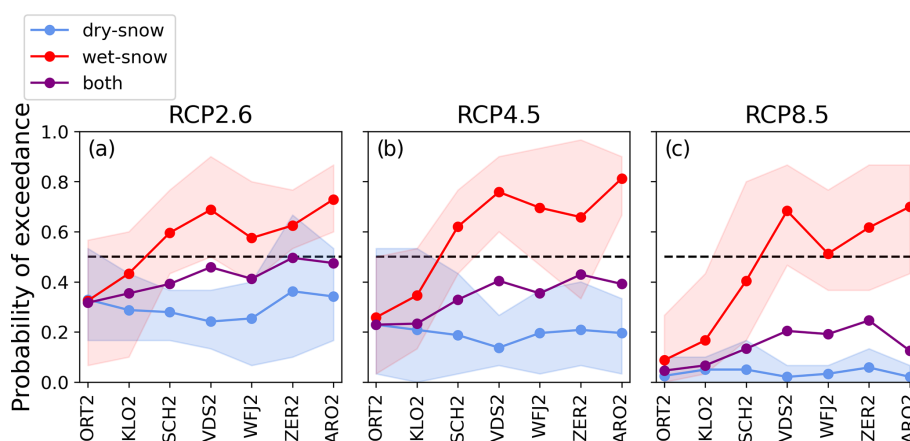 dry-snow
wet-snow
both
RCP2.6
RCP4.5
RCP8.5
Probability of exceedance
1.0
0.8
0.6
0.4
0.2
0.0
(a)
(b)
(c)
ORT2
KLO2
SCH2
VDS2
WFJ2
ZER2
ARO2
ORT2
KLO2
SCH2
VDS2
WFJ2
ZER2
ARO2
ORT2
KLO2
SCH2
VDS2
WFJ2
ZER2
ARO2